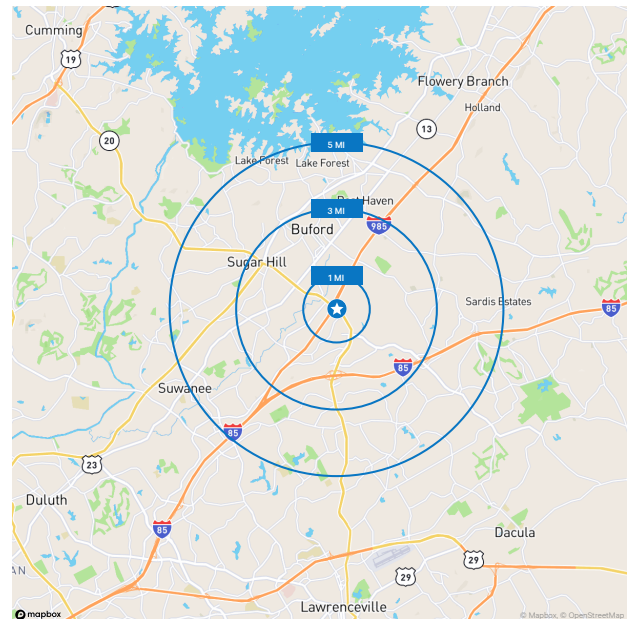 Cumming
19
Flowery Branch
Holland
13
20
5 MI
Lake Forest
Lake Forest
Haven
3 MI
985
Buford
Sugar Hill
1 MI
Sardis Estates
85
85
Suwanee
85
23
Duluth
85
Dacula
29
AN
29
Lawrenceville
mapbox
© Mapbox, © OpenStreetMap